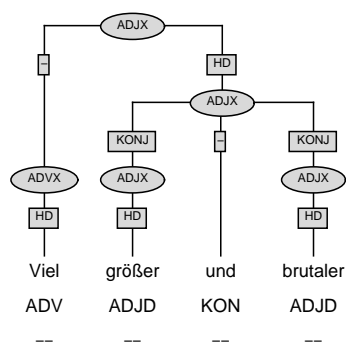 ADJX
– HD
ADJX
KONJ – KONJ
ADVX ADJX ADJX
HD HD HD
Viel größer und brutaler
ADV ADJD KON ADJD
-- -- -- --